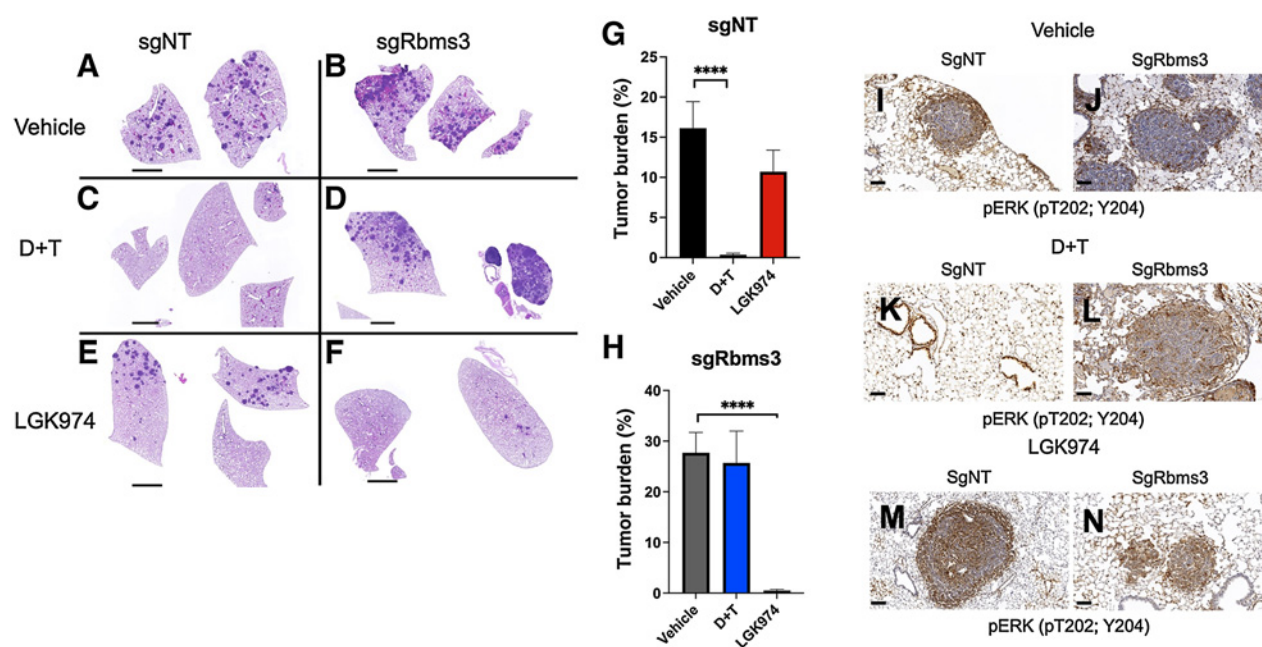 sgNT
sgRbms3
A
B
Vehicle
C
D
D+T
E
F
LGK974
G
sgNT
Tumor burden (%)
25
20
15
10
5
0
****
Vehicle
D+T
LGK974
H
sgRbms3
Tumor burden (%)
40
30
20
10
0
****
Vehicle
D+T
LGK974
Vehicle
SgNT
SgRbms3
I
J
pERK (pT202; Y204)
D+T
SgNT
SgRbms3
K
L
pERK (pT202; Y204)
LGK974
SgNT
SgRbms3
M
N
pERK (pT202; Y204)